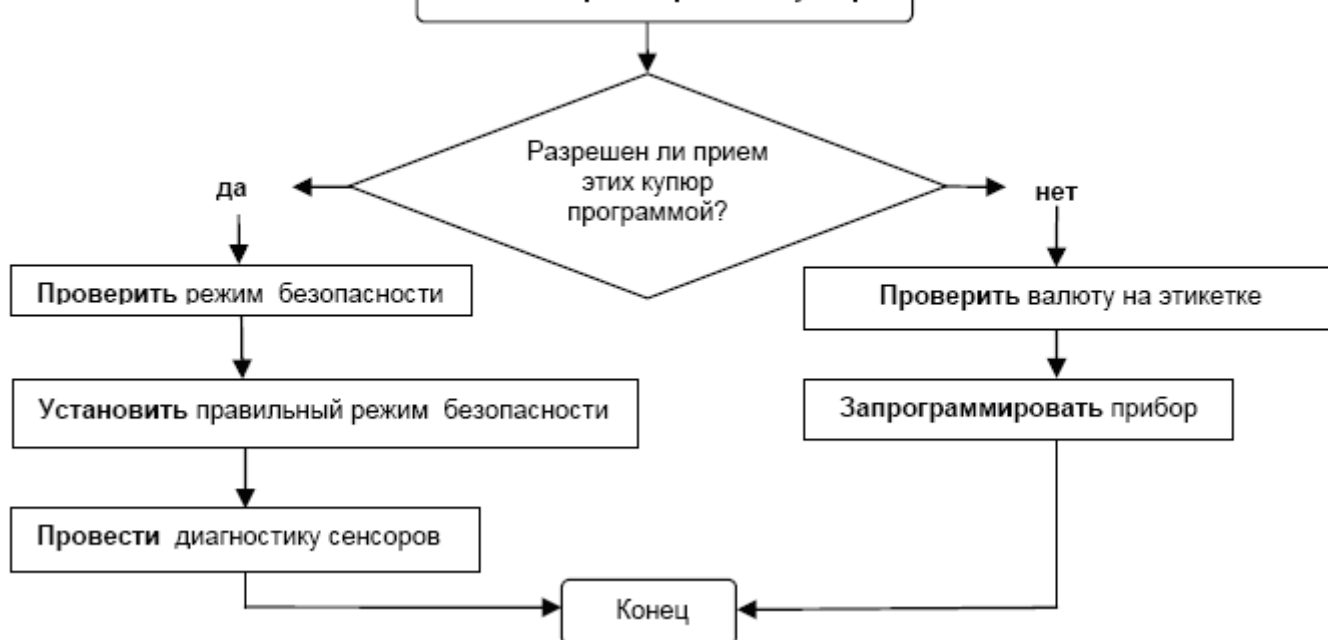 Разрешен ли прием
этих купюр
программой?
да
нет
Проверить режим безопасности
Проверить валюту на этикетке
Установить правильный режим безопасности
Запрограммировать прибор
Провести диагностику сенсоров
Конец